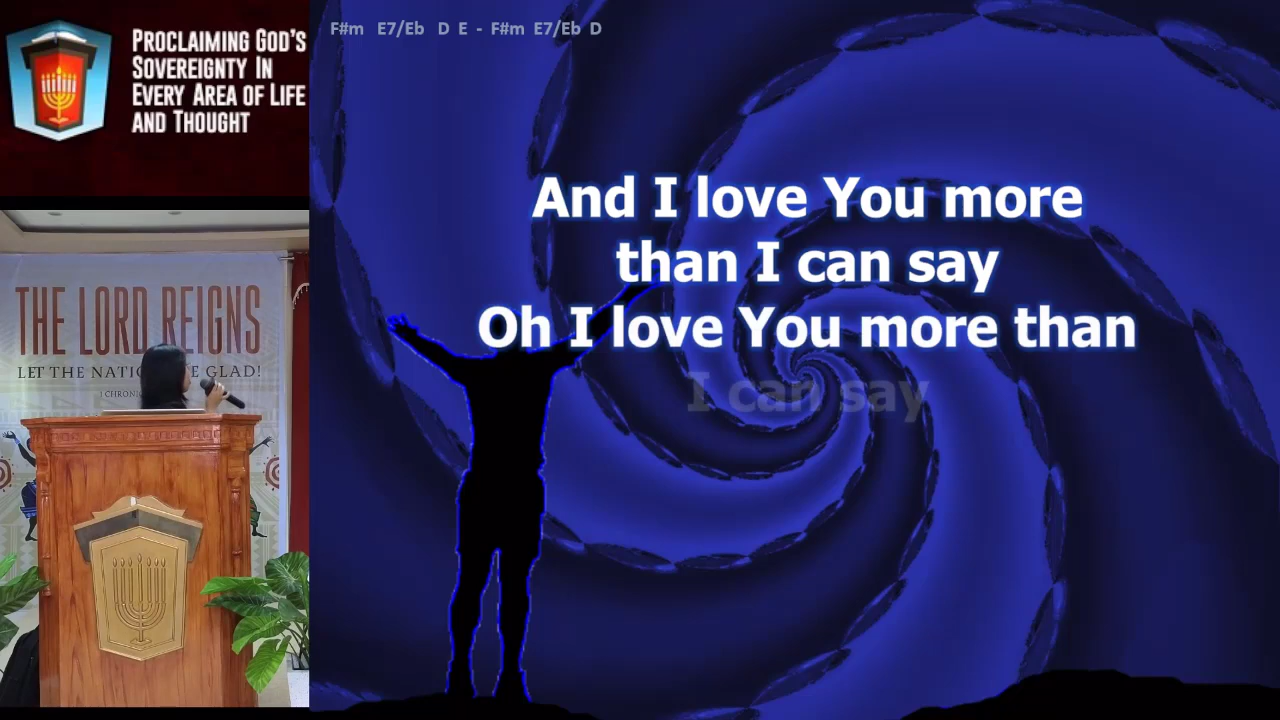 PROCLAIMING GOD'S
SOVEREIGNTY IN
EVERY AREA OF LIFE
AND THOUGHT
F#m E7/Eb D E - F#m E7/Eb D
And I love You more
than I can say
Oh I love You more than
I can say
THE LORD REIGNS
LET THE E GLAD!